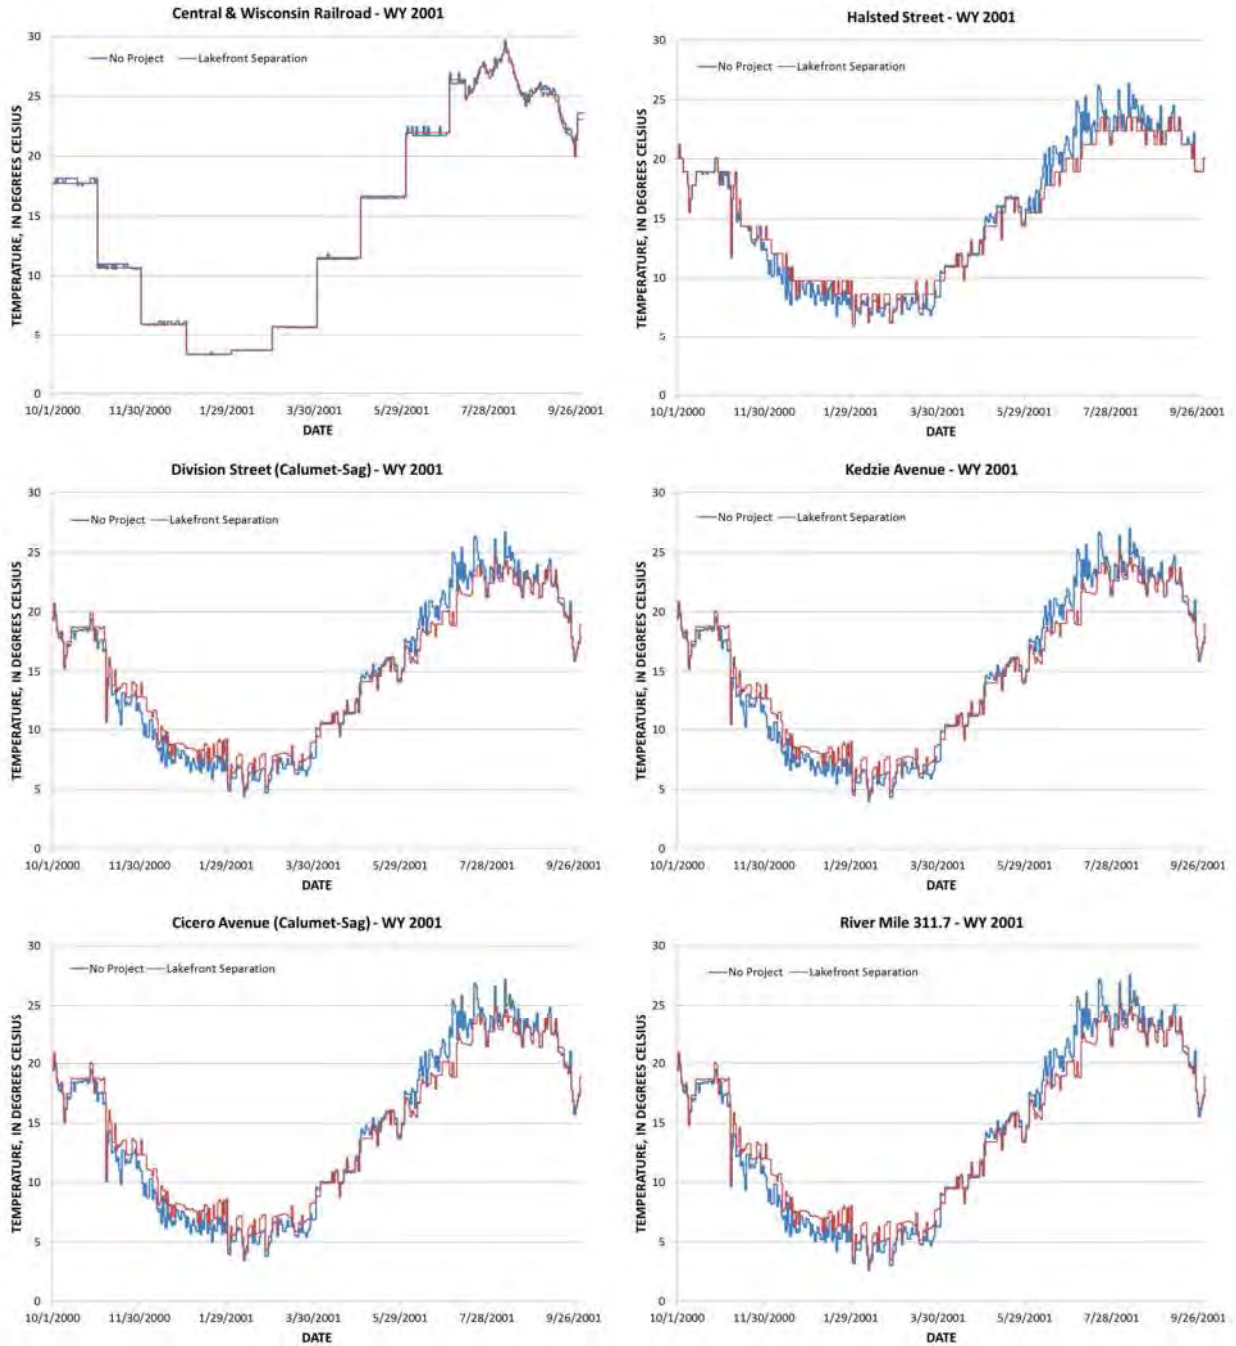 Central & Wisconsin Railroad - WY 2001
No Project
Lakefront Separation
TEMPERATURE, IN DEGREES CELSIUS
30
25
20
15
10
5
0
10/1/2000 11/30/2000 1/29/2001 3/30/2001 5/29/2001 7/28/2001 9/26/2001
DATE
Halsted Street - WY 2001
No Project
Lakefront Separation
TEMPERATURE, IN DEGREES CELSIUS
30
25
20
15
10
5
0
10/1/2000 11/30/2000 1/29/2001 3/30/2001 5/29/2001 7/28/2001 9/26/2001
DATE
Division Street (Calumet-Sag) - WY 2001
No Project
Lakefront Separation
TEMPERATURE, IN DEGREES CELSIUS
30
25
20
15
10
5
0
10/1/2000 11/30/2000 1/29/2001 3/30/2001 5/29/2001 7/28/2001 9/26/2001
DATE
Kedzie Avenue - WY 2001
No Project
Lakefront Separation
TEMPERATURE, IN DEGREES CELSIUS
30
25
20
15
10
5
0
10/1/2000 11/30/2000 1/29/2001 3/30/2001 5/29/2001 7/28/2001 9/26/2001
DATE
Cicero Avenue (Calumet-Sag) - WY 2001
No Project
Lakefront Separation
TEMPERATURE, IN DEGREES CELSIUS
30
25
20
15
10
5
0
10/1/2000 11/30/2000 1/29/2001 3/30/2001 5/29/2001 7/28/2001 9/26/2001
DATE
River Mile 311.7 - WY 2001
No Project
Lakefront Separation
TEMPERATURE, IN DEGREES CELSIUS
30
25
20
15
10
5
0
10/1/2000 11/30/2000 1/29/2001 3/30/2001 5/29/2001 7/28/2001 9/26/2001
DATE